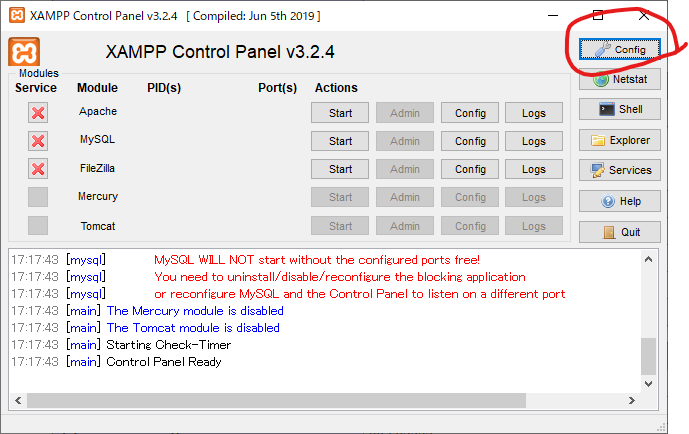 XAMPP Control Panel v3.2.4 [ Compiled: Jun 5th 2019 ]
XAMPP Control Panel v3.2.4
Config
Modules
Service Module PID(s) Port(s) Actions
Netstat
Apache Start Admin Config Logs
Shell
MySQL Start Admin Config Logs
Explorer
FileZilla Start Admin Config Logs
Services
Mercury Start Admin Config Logs
Help
Tomcat Start Admin Config Logs
Quit
17:17:43 [mysql] MySQL WILL NOT start without the configured ports free!
17:17:43 [mysql] You need to uninstall/disable/reconfigure the blocking application
17:17:43 [mysql] or reconfigure MySQL and the Control Panel to listen on a different port
17:17:43 [main] The Mercury module is disabled
17:17:43 [main] The Tomcat module is disabled
17:17:43 [main] Starting Check-Timer
17:17:43 [main] Control Panel Ready